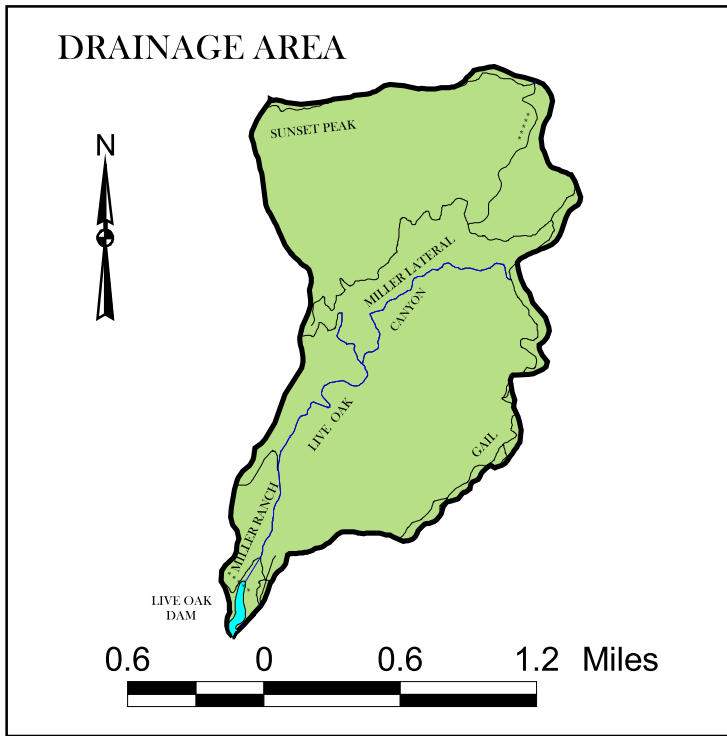 DRAINAGE AREA
SUNSET PEAK
N
MILLER LATERAL
CANYON
LIVE OAK
GAIL
MILLER RANCH
LIVE OAK
DAM
0.6 0 0.6 1.2 Miles